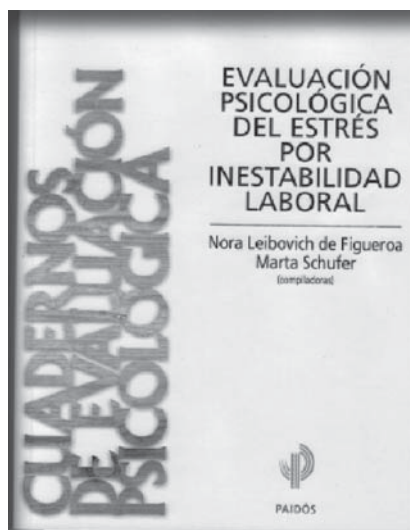 CUADERNOS
DE EVALUACIÓN
PSICOLÓGICA
EVALUACIÓN
PSICOLÓGICA
DEL ESTRÉS
POR
INESTABILIDAD
LABORAL
Nora Leibovich de Figueroa
Marta Schufer
(compiladoras)
PAIDÓS